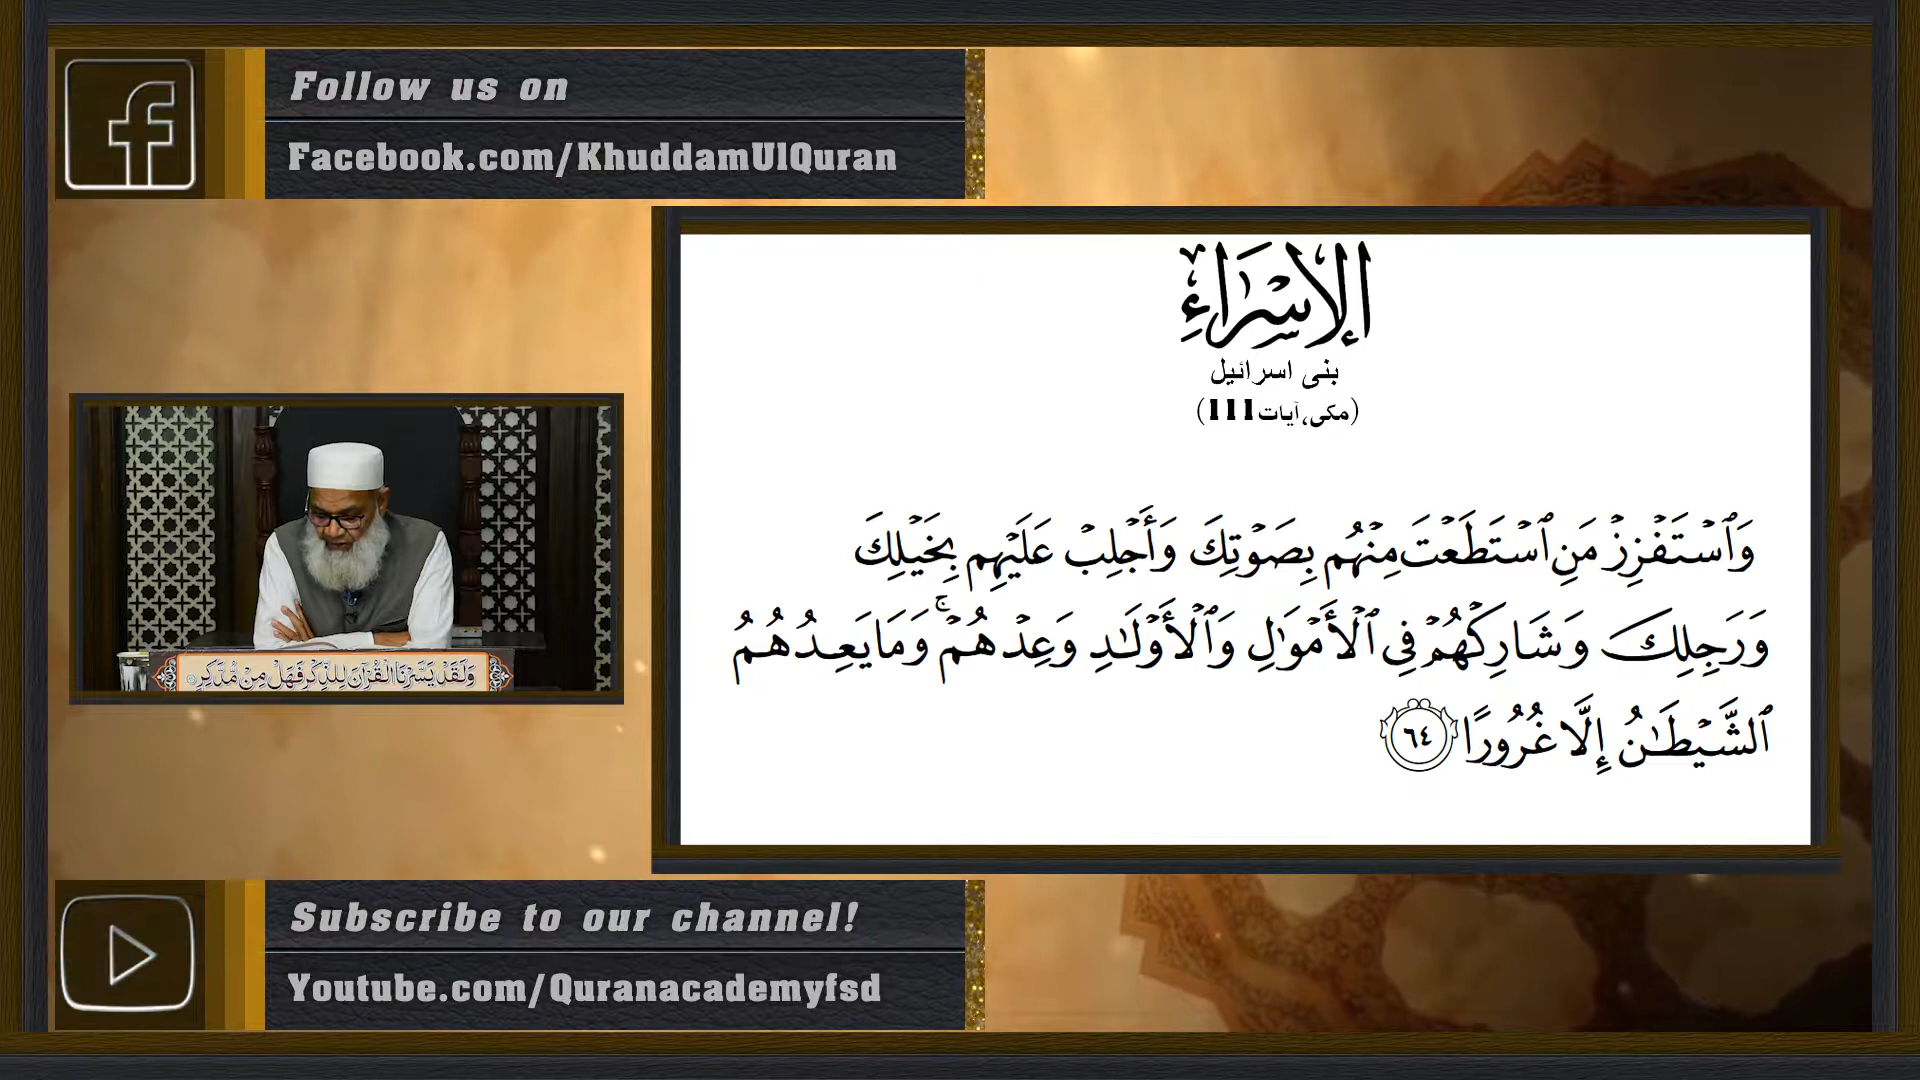 Follow us on
Facebook.com/KhuddamUlQuran
الإسراء
بنی اسرائیل
(مکی، آیات 111)
وَٱسۡتَفۡزِزۡ مَنِ ٱسۡتَطَعۡتَ مِنۡهُم بِصَوۡتِكَ وَأَجۡلِبۡ عَلَيۡهِم بِخَيۡلِكَ
وَرَجِلِكَ وَشَارِكۡهُمۡ فِي ٱلۡأَمۡوَٰلِ وَٱلۡأَوۡلَٰدِ وَعِدۡهُمۡۚ وَمَا يَعِدُهُمُ
ٱلشَّيۡطَٰنُ إِلَّا غُرُورًا ٦٤
وَلَقَدْ يَسَّرْنَا الْقُرْآنَ لِلذِّكْرِ فَهَلْ مِنْ مُّدَّكِرٍ
Subscribe to our channel!
Youtube.com/Quranacademyfsd